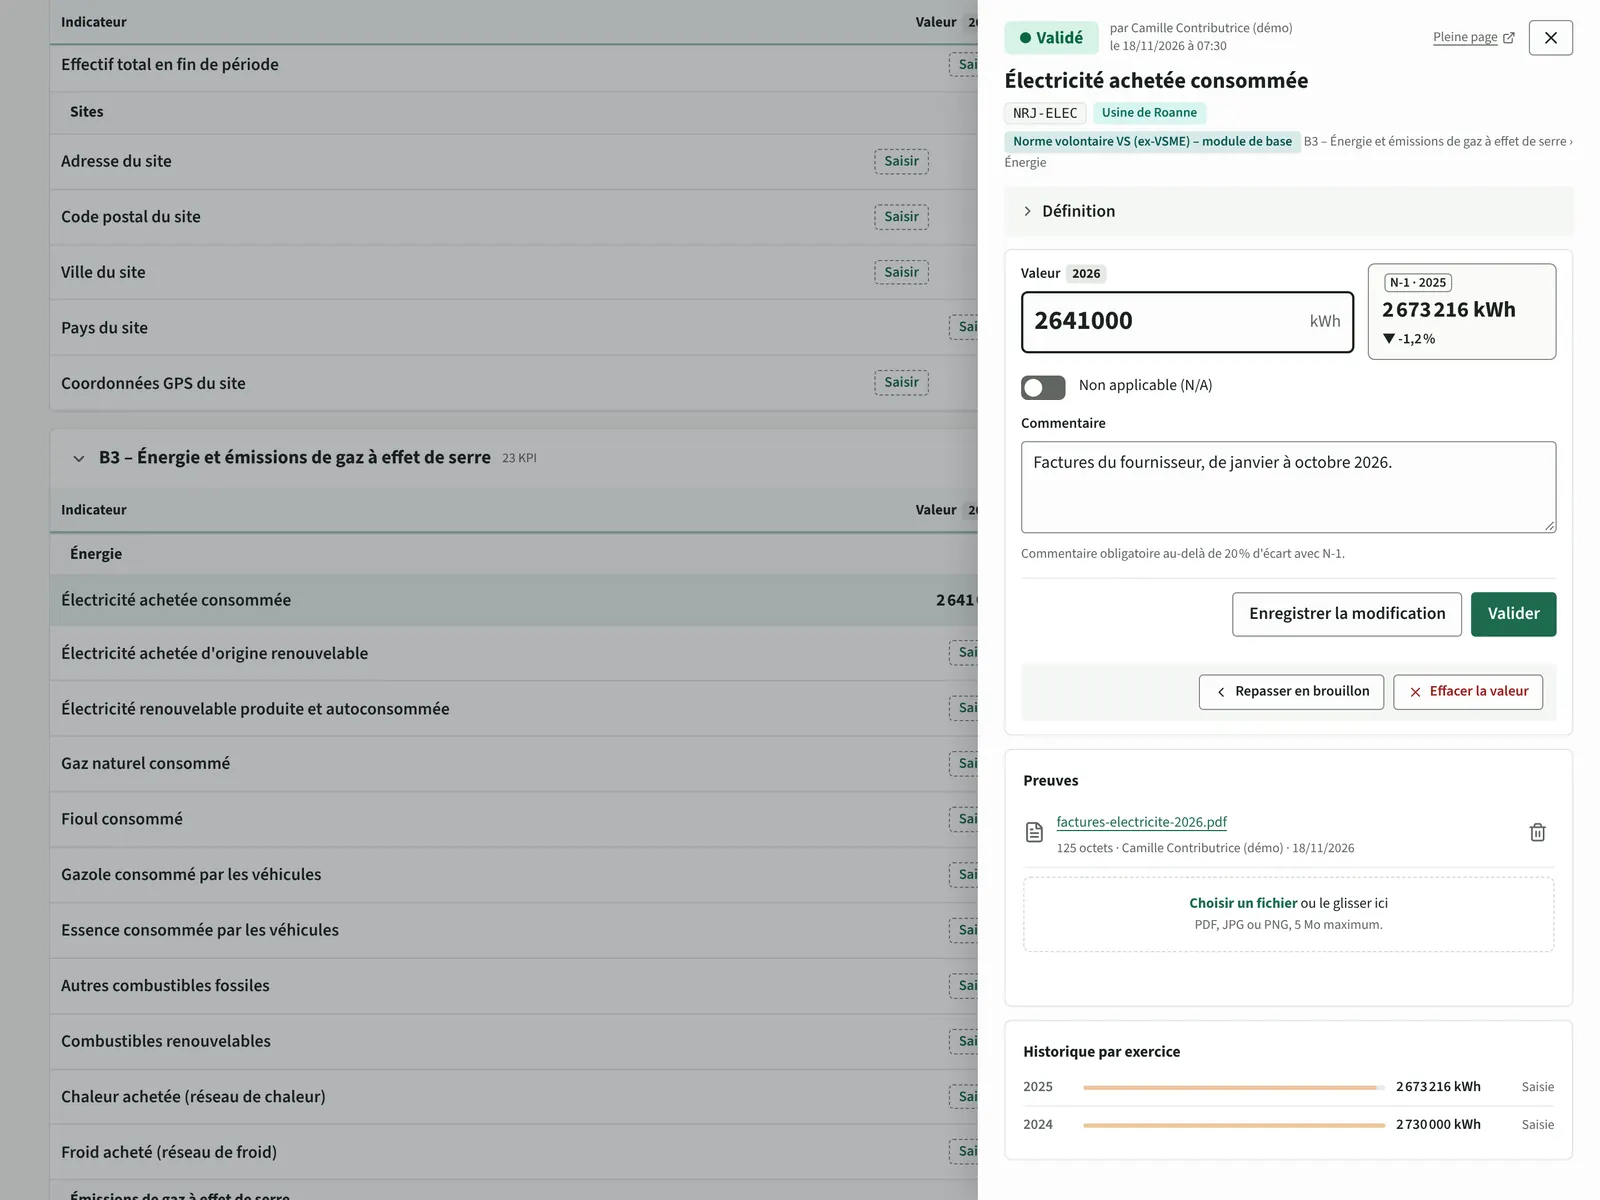 Indicateur Valeur
Effectif total en fin de période
Sites
Adresse du site Saisir
Code postal du site Saisir
Ville du site Saisir
Pays du site
Coordonnées GPS du site Saisir
B3 – Énergie et émissions de gaz à effet de serre 23 KPI
Indicateur Valeur
Énergie
Électricité achetée consommée
Électricité achetée d'origine renouvelable
Électricité renouvelable produite et autoconsommée
Gaz naturel consommé
Fioul consommé
Gazole consommé par les véhicules
Essence consommée par les véhicules
Autres combustibles fossiles
Combustibles renouvelables
Chaleur achetée (réseau de chaleur)
Froid acheté (réseau de froid)
Émissions de gaz à effet de serre
Validé
par Camille Contributrice (démo)
le 18/11/2026 à 07:30
Pleine page
Électricité achetée consommée
NRJ-ELEC Usine de Roanne
Norme volontaire VS (ex-VSME) – module de base B3 – Énergie et émissions de gaz à effet de serre ›
Énergie
Définition
Valeur 2026
2641000 kWh
N-1 · 2025
2 673 216 kWh
▼ -1,2 %
Non applicable (N/A)
Commentaire
Factures du fournisseur, de janvier à octobre 2026.
Commentaire obligatoire au-delà de 20 % d'écart avec N-1.
Enregistrer la modification Valider
Repasser en brouillon Effacer la valeur
Preuves
factures-electricite-2026.pdf
125 octets · Camille Contributrice (démo) · 18/11/2026
Choisir un fichier ou le glisser ici
PDF, JPG ou PNG, 5 Mo maximum.
Historique par exercice
2025 2 673 216 kWh Saisie
2024 2 730 000 kWh Saisie